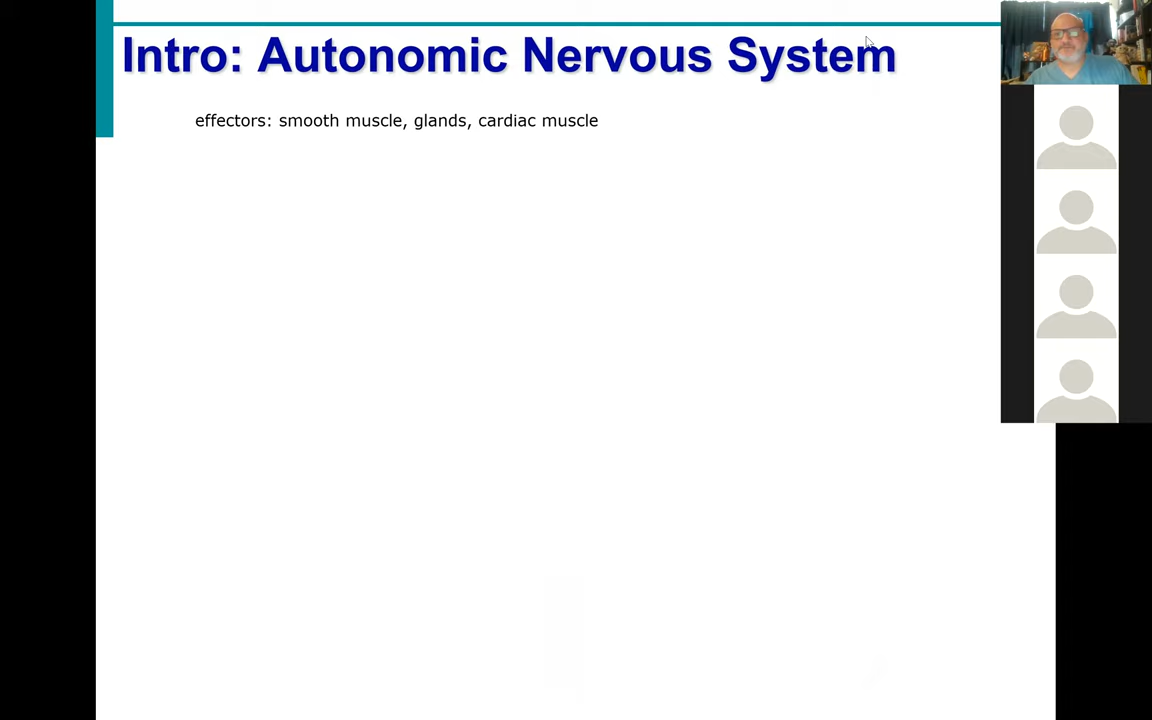 Intro: Autonomic Nervous System
effectors: smooth muscle, glands, cardiac muscle